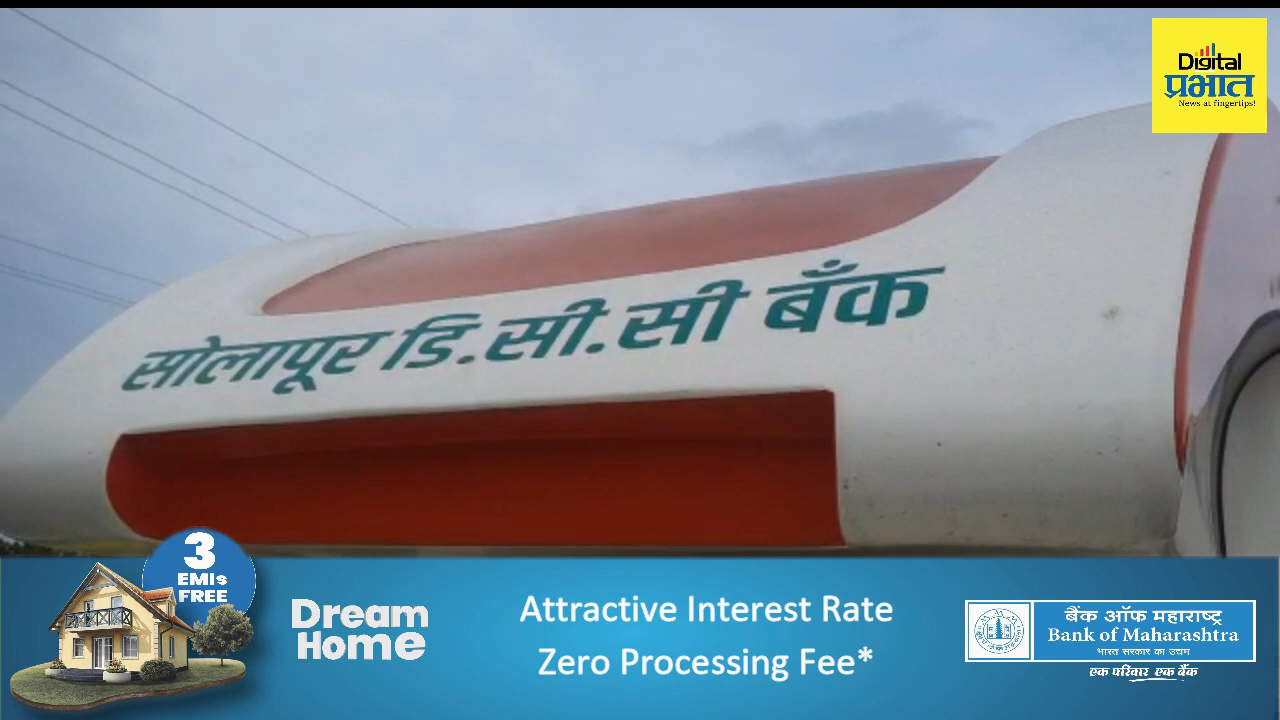 Digital
प्रभात
News at fingertips!
सोलापूर डि.सी.सी बँक
3
EMIs
FREE
Dream
Home
Attractive Interest Rate
Zero Processing Fee*
बैंक ऑफ महाराष्ट्र
Bank of Maharashtra
भारत सरकार का उद्यम
एक परिवार एक बैंक